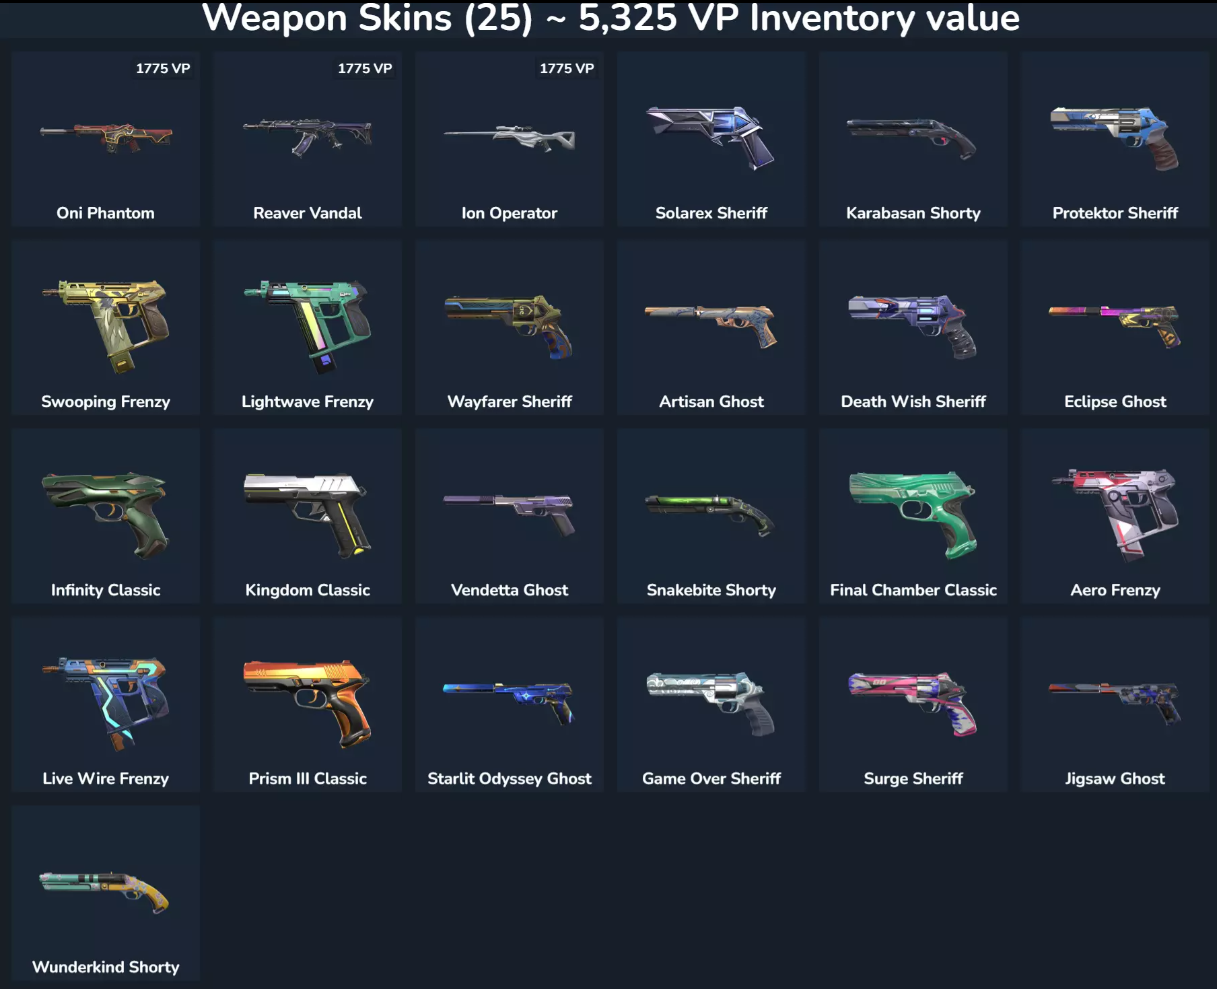 Weapon Skins (25) ~ 5,325 VP Inventory value
1775 VP
1775 VP
1775 VP
Oni Phantom
Reaver Vandal
Ion Operator
Solarex Sheriff
Karabasan Shorty
Protektor Sheriff
Swooping Frenzy
Lightwave Frenzy
Wayfarer Sheriff
Artisan Ghost
Death Wish Sheriff
Eclipse Ghost
Infinity Classic
Kingdom Classic
Vendetta Ghost
Snakebite Shorty
Final Chamber Classic
Aero Frenzy
Live Wire Frenzy
Prism III Classic
Starlit Odyssey Ghost
Game Over Sheriff
Surge Sheriff
Jigsaw Ghost
Wunderkind Shorty